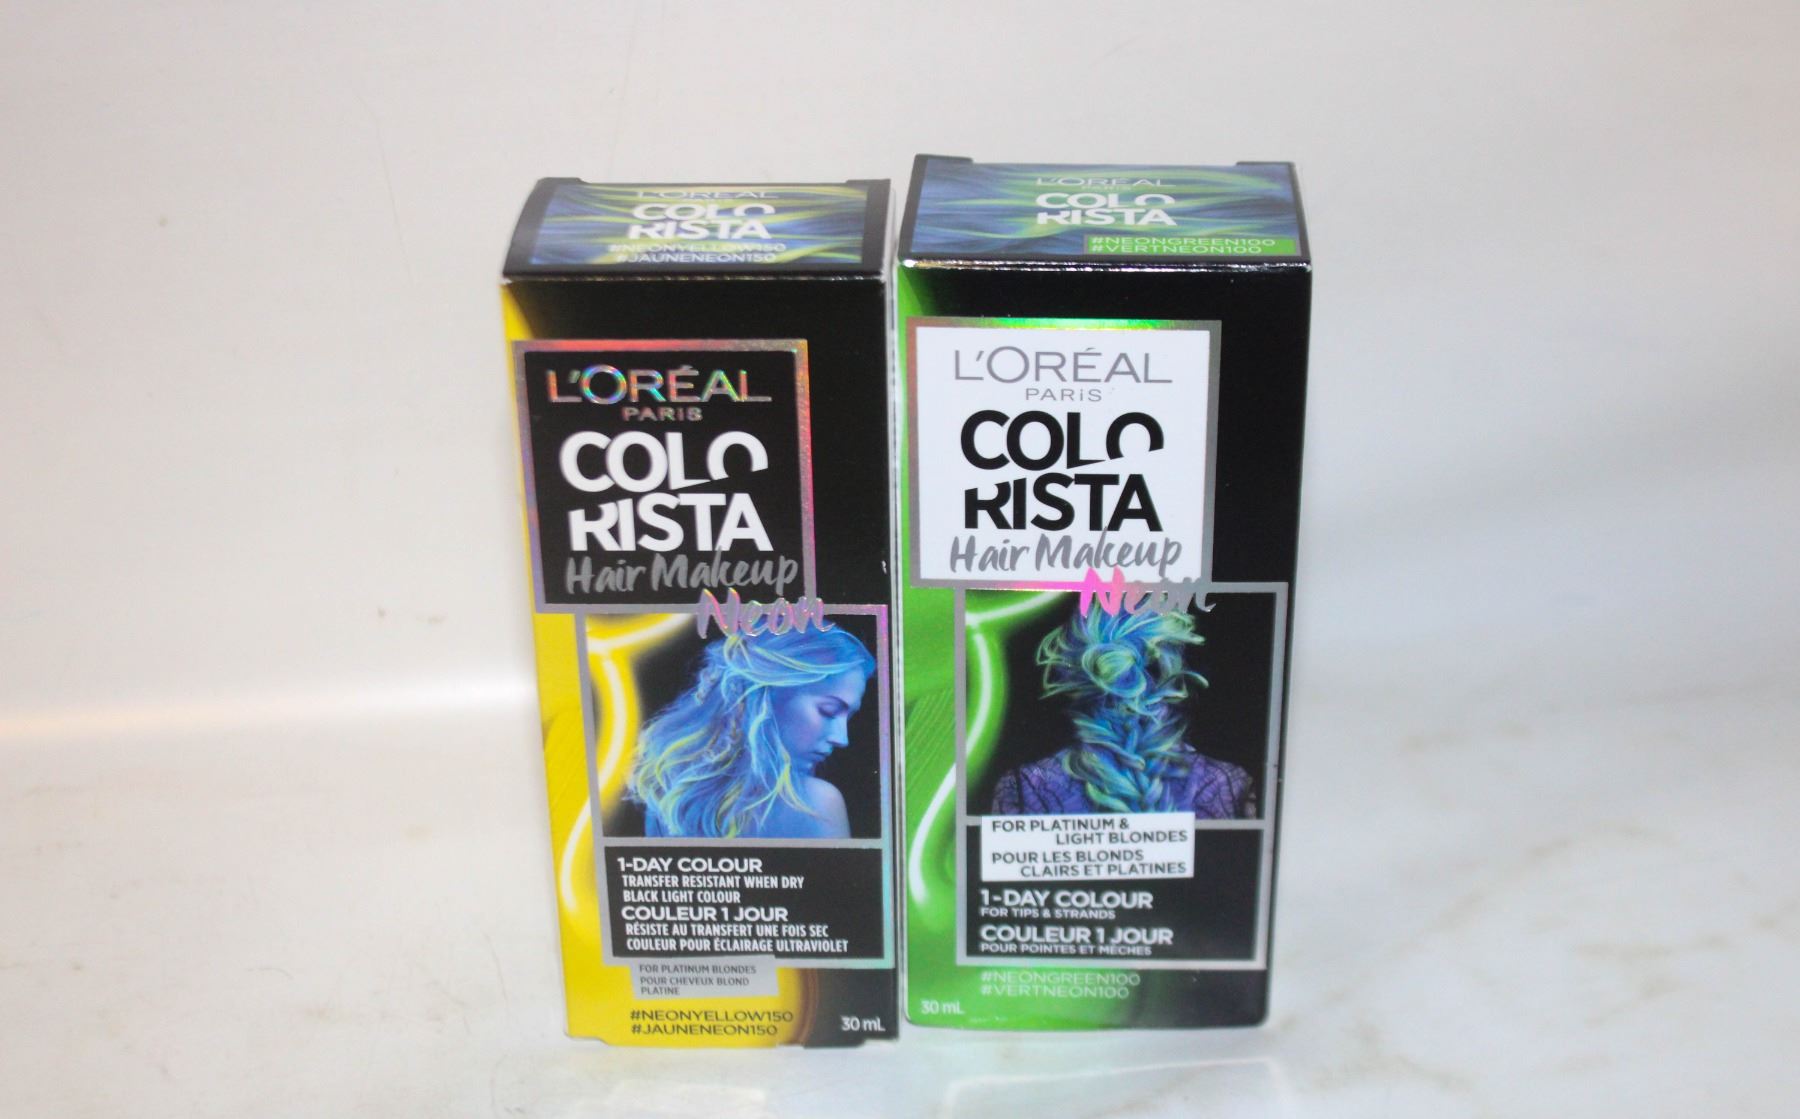 L'ORÉAL
COLO
RISTA
#NEONYELLOW150
#JAUNENEON150
L'ORÉAL
PARIS
COLO
RISTA
Hair Makeup
Neon
1-DAY COLOUR
TRANSFER RESISTANT WHEN DRY
BLACK LIGHT COLOUR
COULEUR 1 JOUR
RÉSISTE AU TRANSFERT UNE FOIS SEC
COULEUR POUR ÉCLAIRAGE ULTRAVIOLET
FOR PLATINUM BLONDES
POUR CHEVEUX BLOND
PLATINE
#NEONYELLOW150
#JAUNENEON150
30 mL
L'ORÉAL
PARIS
COLO
RISTA
#NEONGREEN100
#VERTNEON100
L'ORÉAL
PARIS
COLO
RISTA
Hair Makeup
Neon
FOR PLATINUM &
LIGHT BLONDES
POUR LES BLONDS
CLAIRS ET PLATINES
1-DAY COLOUR
FOR TIPS & STRANDS
COULEUR 1 JOUR
POUR POINTES ET MÈCHES
#NEONGREEN100
#VERTNEON100
30 mL